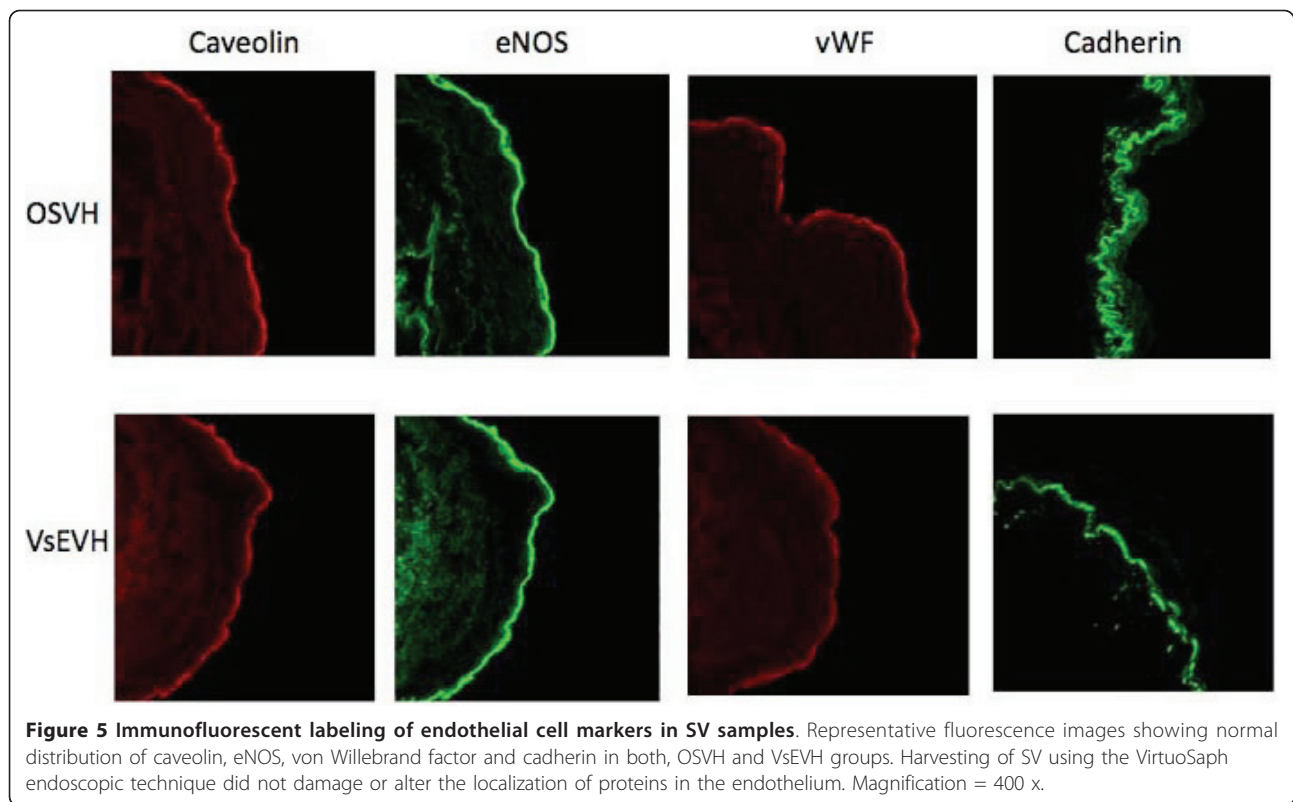 Caveolin eNOS vWF Cadherin
OSVH
VsEVH
Figure 5 Immunofluorescent labeling of endothelial cell markers in SV samples. Representative fluorescence images showing normal
distribution of caveolin, eNOS, von Willebrand factor and cadherin in both, OSVH and VsEVH groups. Harvesting of SV using the VirtuoSaph
endoscopic technique did not damage or alter the localization of proteins in the endothelium. Magnification = 400 x.